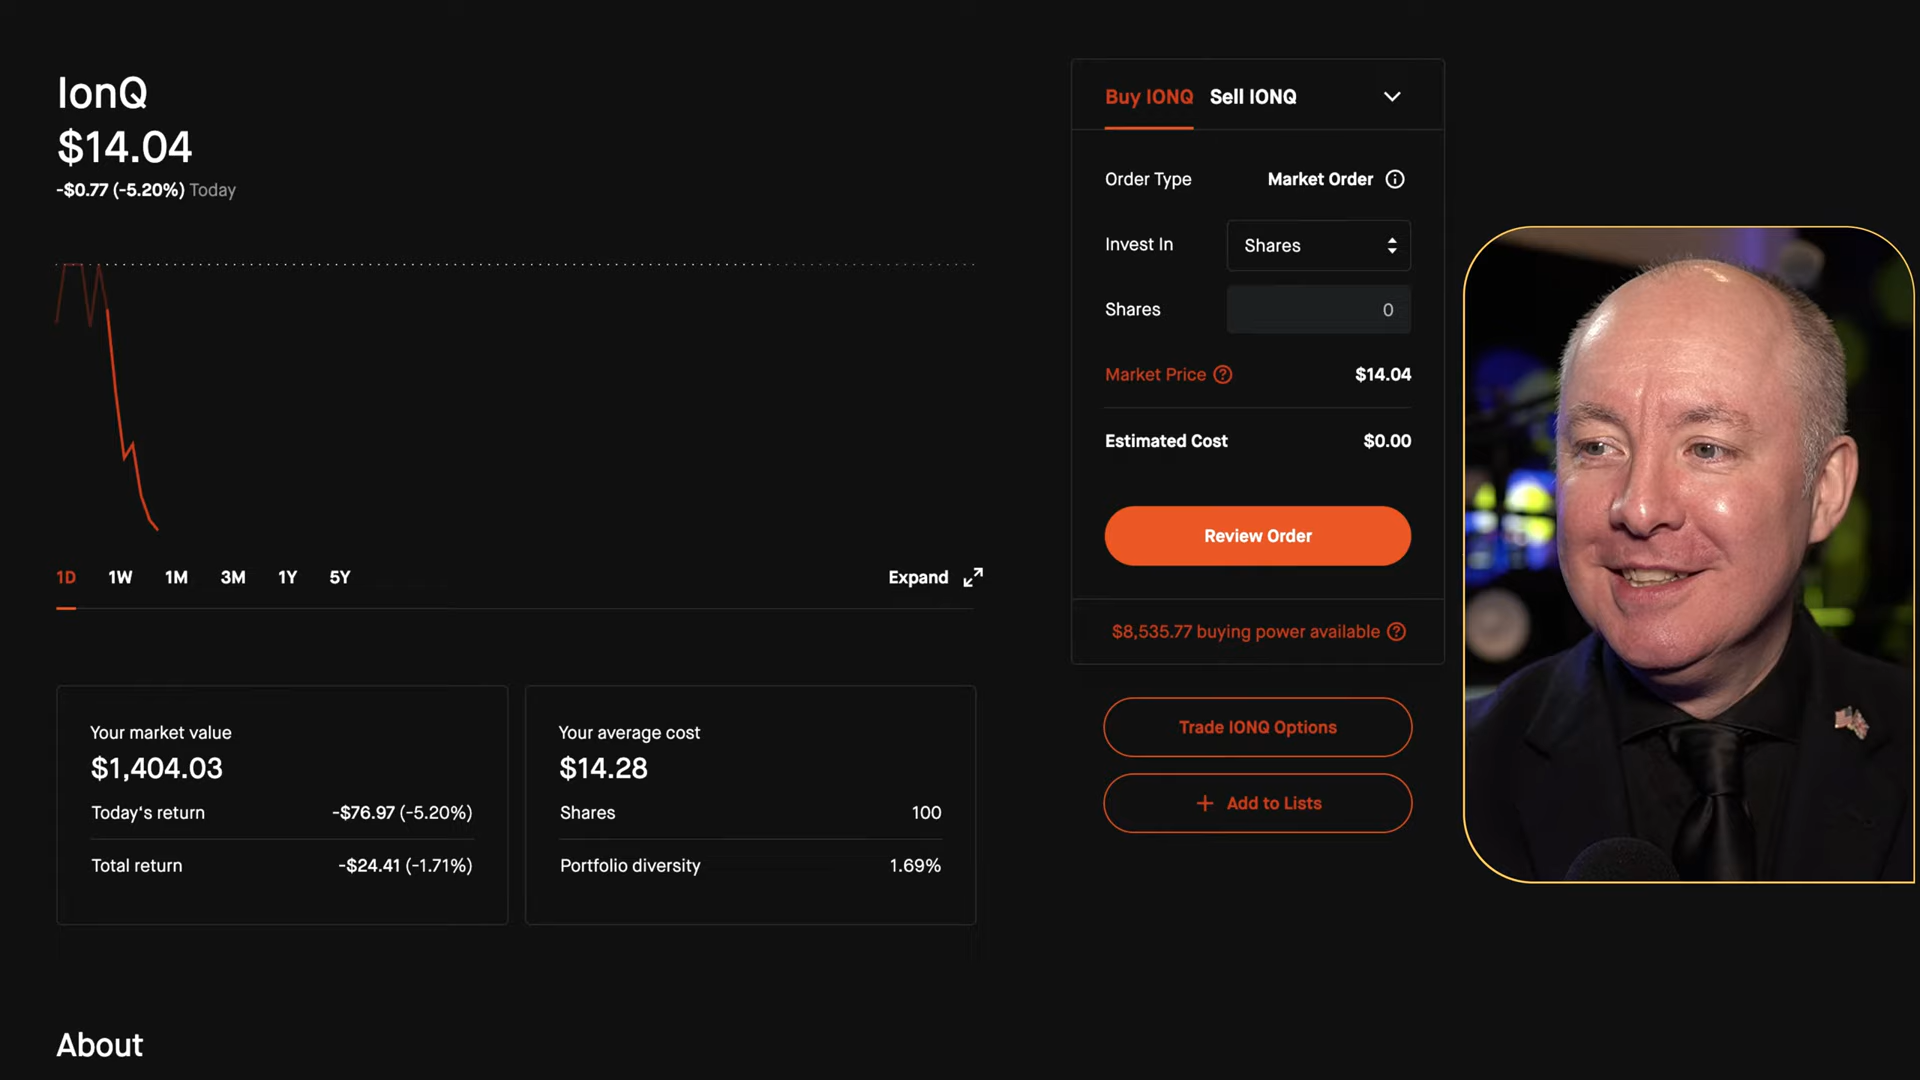 IonQ
$14.04
-$0.77 (-5.20%) Today
1D 1W 1M 3M 1Y 5Y
Expand
Your market value
$1,404.03
Today's return -$76.97 (-5.20%)
Total return -$24.41 (-1.71%)
Your average cost
$14.28
Shares 100
Portfolio diversity 1.69%
About
Buy IONQ Sell IONQ
Order Type Market Order
Invest In Shares
Shares 0
Market Price $14.04
Estimated Cost $0.00
Review Order
$8,535.77 buying power available
Trade IONQ Options
+ Add to Lists